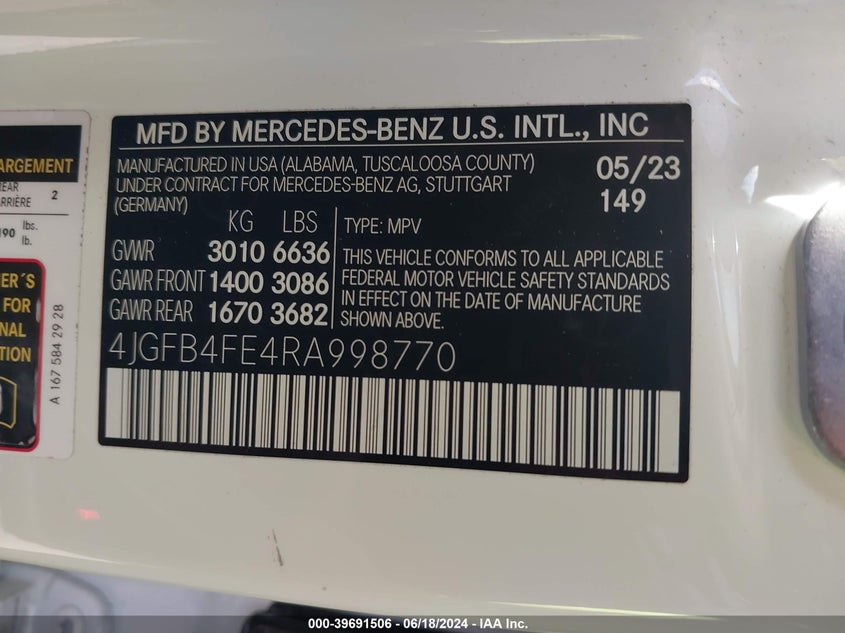 MFD BY MERCEDES-BENZ U.S. INTL., INC
MANUFACTURED IN USA (ALABAMA, TUSCALOOSA COUNTY)
UNDER CONTRACT FOR MERCEDES-BENZ AG, STUTTGART
(GERMANY)
05/23
149
KG LBS
GVWR 3010 6636
GAWR FRONT 1400 3086
GAWR REAR 1670 3682
TYPE: MPV
THIS VEHICLE CONFORMS TO ALL APPLICABLE
FEDERAL MOTOR VEHICLE SAFETY STANDARDS
IN EFFECT ON THE DATE OF MANUFACTURE
SHOWN ABOVE.
4JGFB4FE4RA998770
ARGEMENT
REAR
RRIÈRE 2
190 lbs.
lb.
ER´S
FOR
NAL
TION
A 167 584 29 28
000-39691506 - 06/18/2024 - IAA Inc.